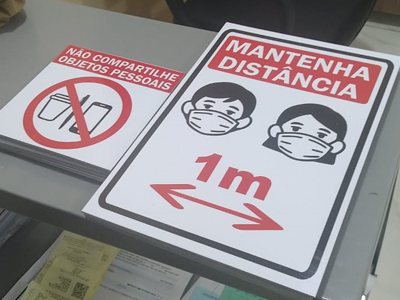 NÃO COMPARTILHE
OBJETOS PESSOAIS
MANTENHA
DISTÂNCIA
1m